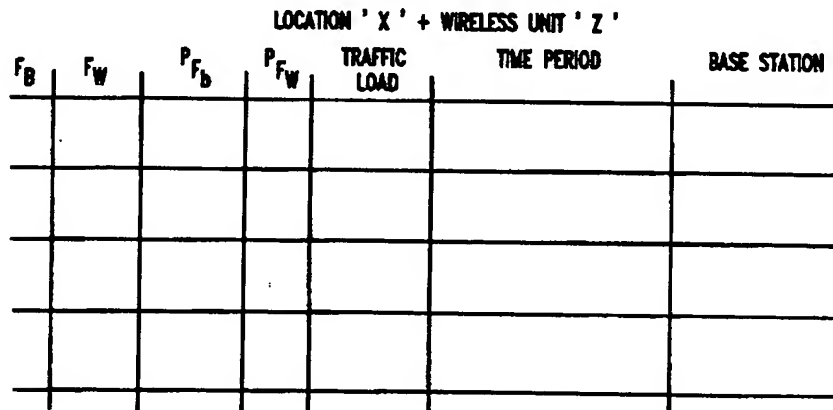 LOCATION ' X ' + WIRELESS UNIT ' Z '
F_B F_W P_F_b P_F_W TRAFFIC LOAD TIME PERIOD BASE STATION